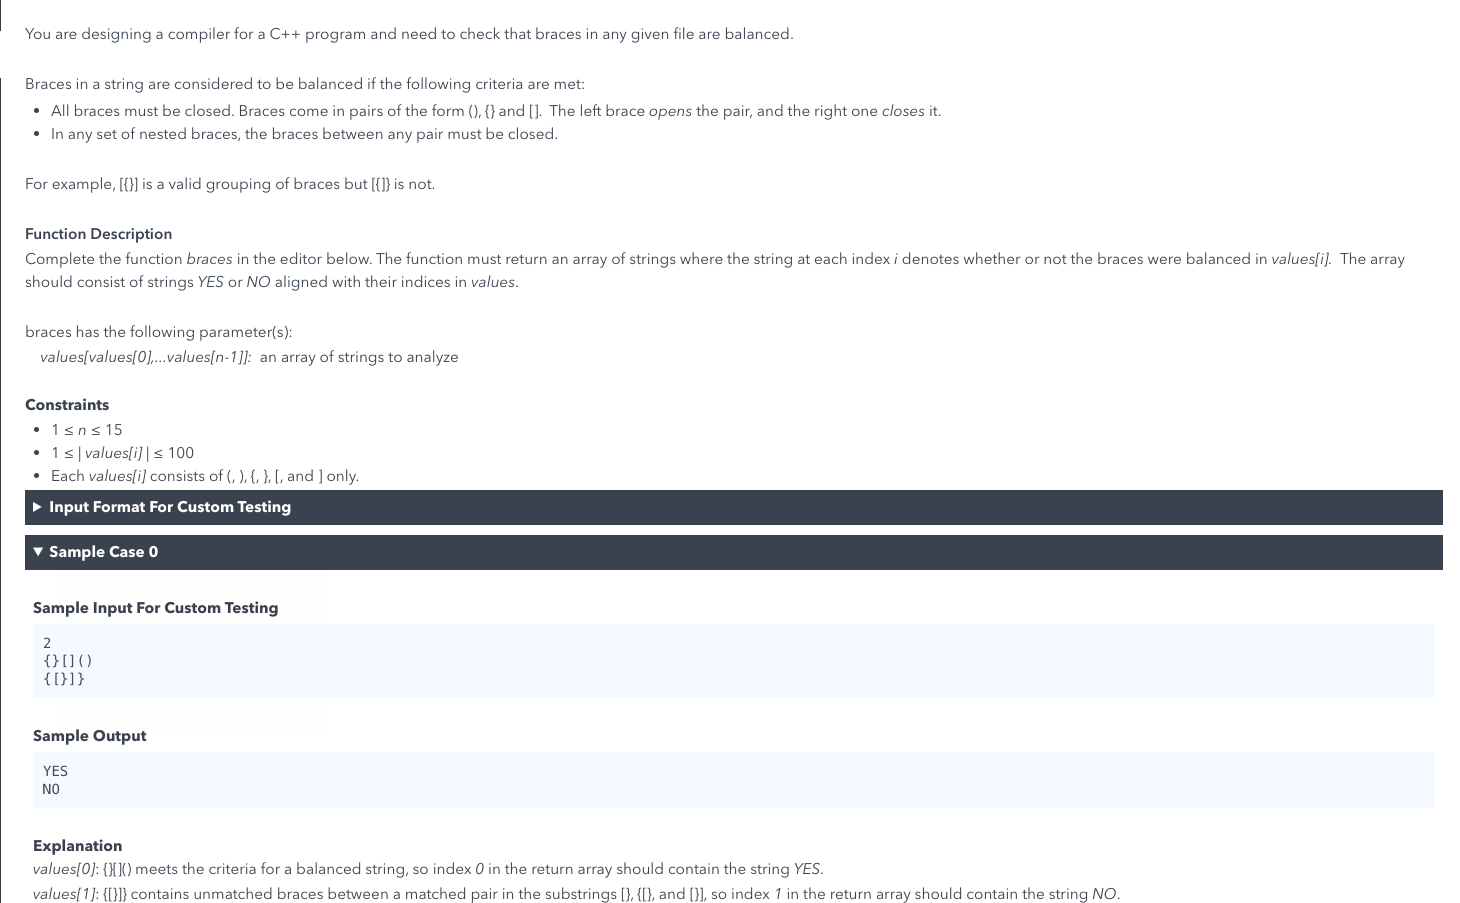 You are designing a compiler for a C++ program and need to check that braces in any given file are balanced.
Braces in a string are considered to be balanced if the following criteria are met:
• All braces must be closed. Braces come in pairs of the form (), {} and []. The left brace opens the pair, and the right one closes it.
• In any set of nested braces, the braces between any pair must be closed.
For example, [{}] is a valid grouping of braces but [{]} is not.
Function Description
Complete the function braces in the editor below. The function must return an array of strings where the string at each index i denotes whether or not the braces were balanced in values[i]. The array
should consist of strings YES or NO aligned with their indices in values.
braces has the following parameter(s):
values[values[0],...values[n-1]]: an array of strings to analyze
Constraints
• 1 ≤ n ≤ 15
• 1 ≤ | values[i] | ≤ 100
• Each values[i] consists of (, ), {, }, [, and ] only.
▶ Input Format For Custom Testing
▼ Sample Case 0
Sample Input For Custom Testing
2
{}[]()
{[}]}
Sample Output
YES
NO
Explanation
values[0]: {}[]() meets the criteria for a balanced string, so index 0 in the return array should contain the string YES.
values[1]: {[}]} contains unmatched braces between a matched pair in the substrings [}, {[}, and [}], so index 1 in the return array should contain the string NO.